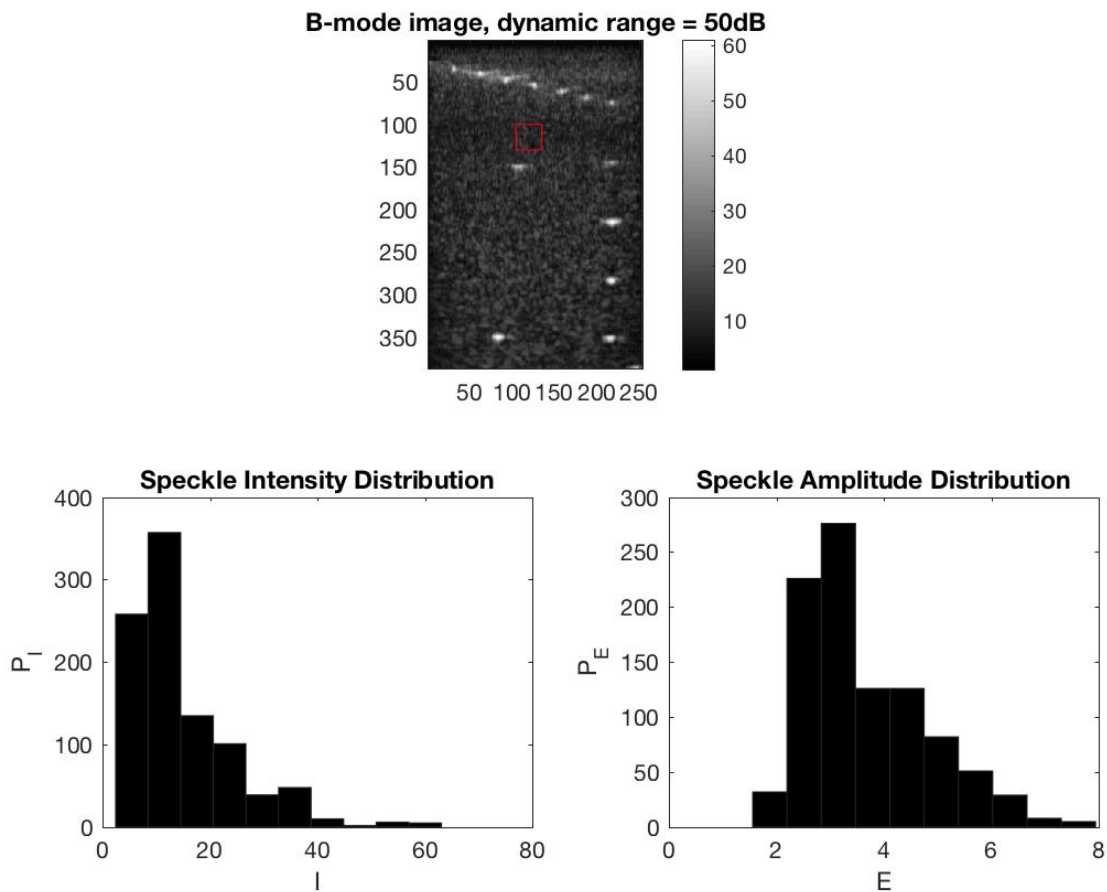 B-mode image, dynamic range = 50dB
50
100
150
200
250
300
350
50 100 150 200 250
60
50
40
30
20
10
Speckle Intensity Distribution
400
300
200
100
0
P_I
0 20 40 60 80
I
Speckle Amplitude Distribution
300
250
200
150
100
50
0
P_E
0 2 4 6 8
E